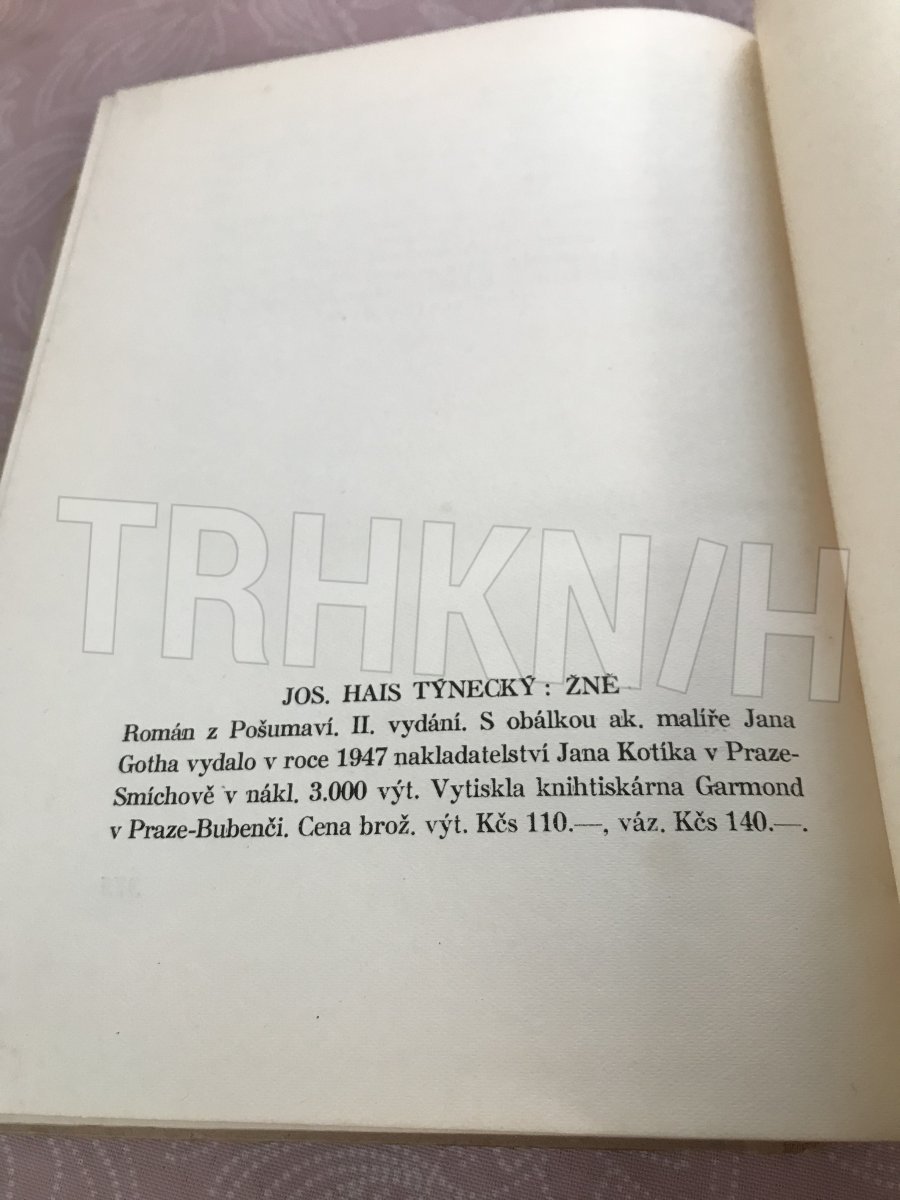 TRHKN/H
JOS. HAIS TÝNECKÝ: ŽNĚ
Román z Pošumaví. II. vydání. S obálkou ak. malíře Jana
Gotha vydalo v roce 1947 nakladatelství Jana Kotíka v Praze-
Smíchově v nákl. 3.000 výt. Vytiskla knihtiskárna Garmond
v Praze-Bubenči. Cena brož. výt. Kčs 110.—, váz. Kčs 140.—.